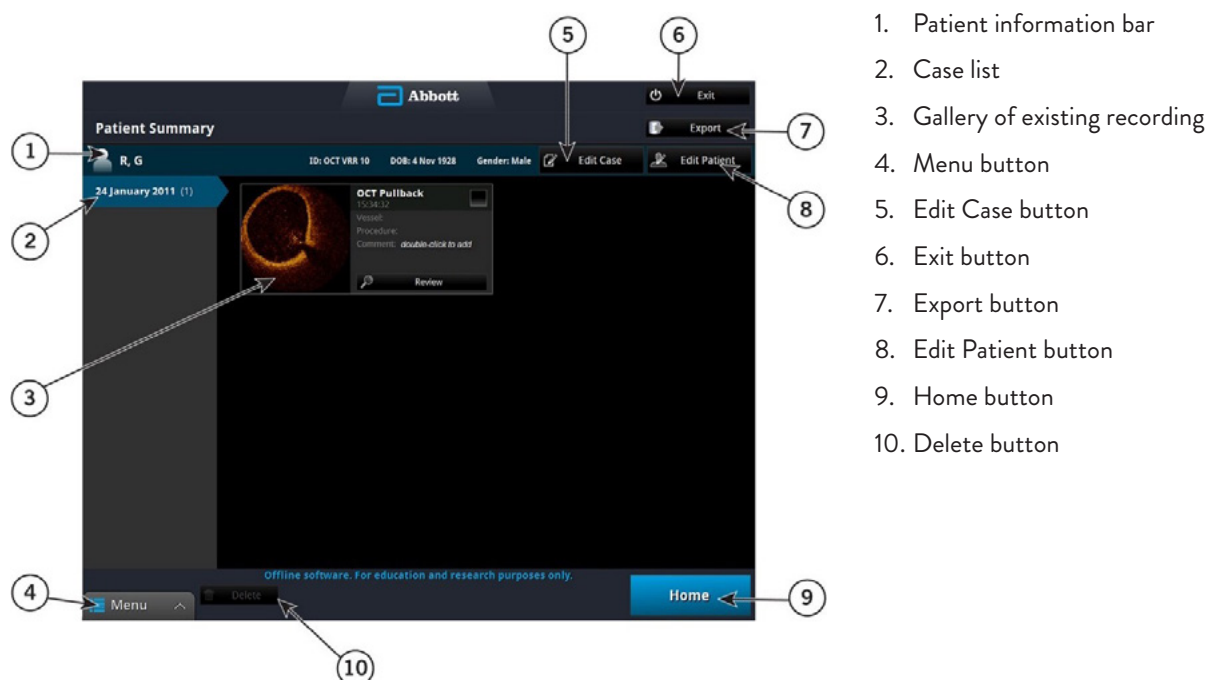 5
6
Abbott
Exit
Patient Summary
Export
7
1
R, G
ID: OCT VRR 10 DOB: 4 Nov 1928 Gender: Male
Edit Case
Edit Patient
24 January 2011 (1)
OCT Pullback
15:34:32
Vessel:
Procedure:
Comment: double-click to add
Review
8
2
3
Offline software. For education and research purposes only.
4
Menu
Delete
Home
9
10
1. Patient information bar
2. Case list
3. Gallery of existing recording
4. Menu button
5. Edit Case button
6. Exit button
7. Export button
8. Edit Patient button
9. Home button
10. Delete button